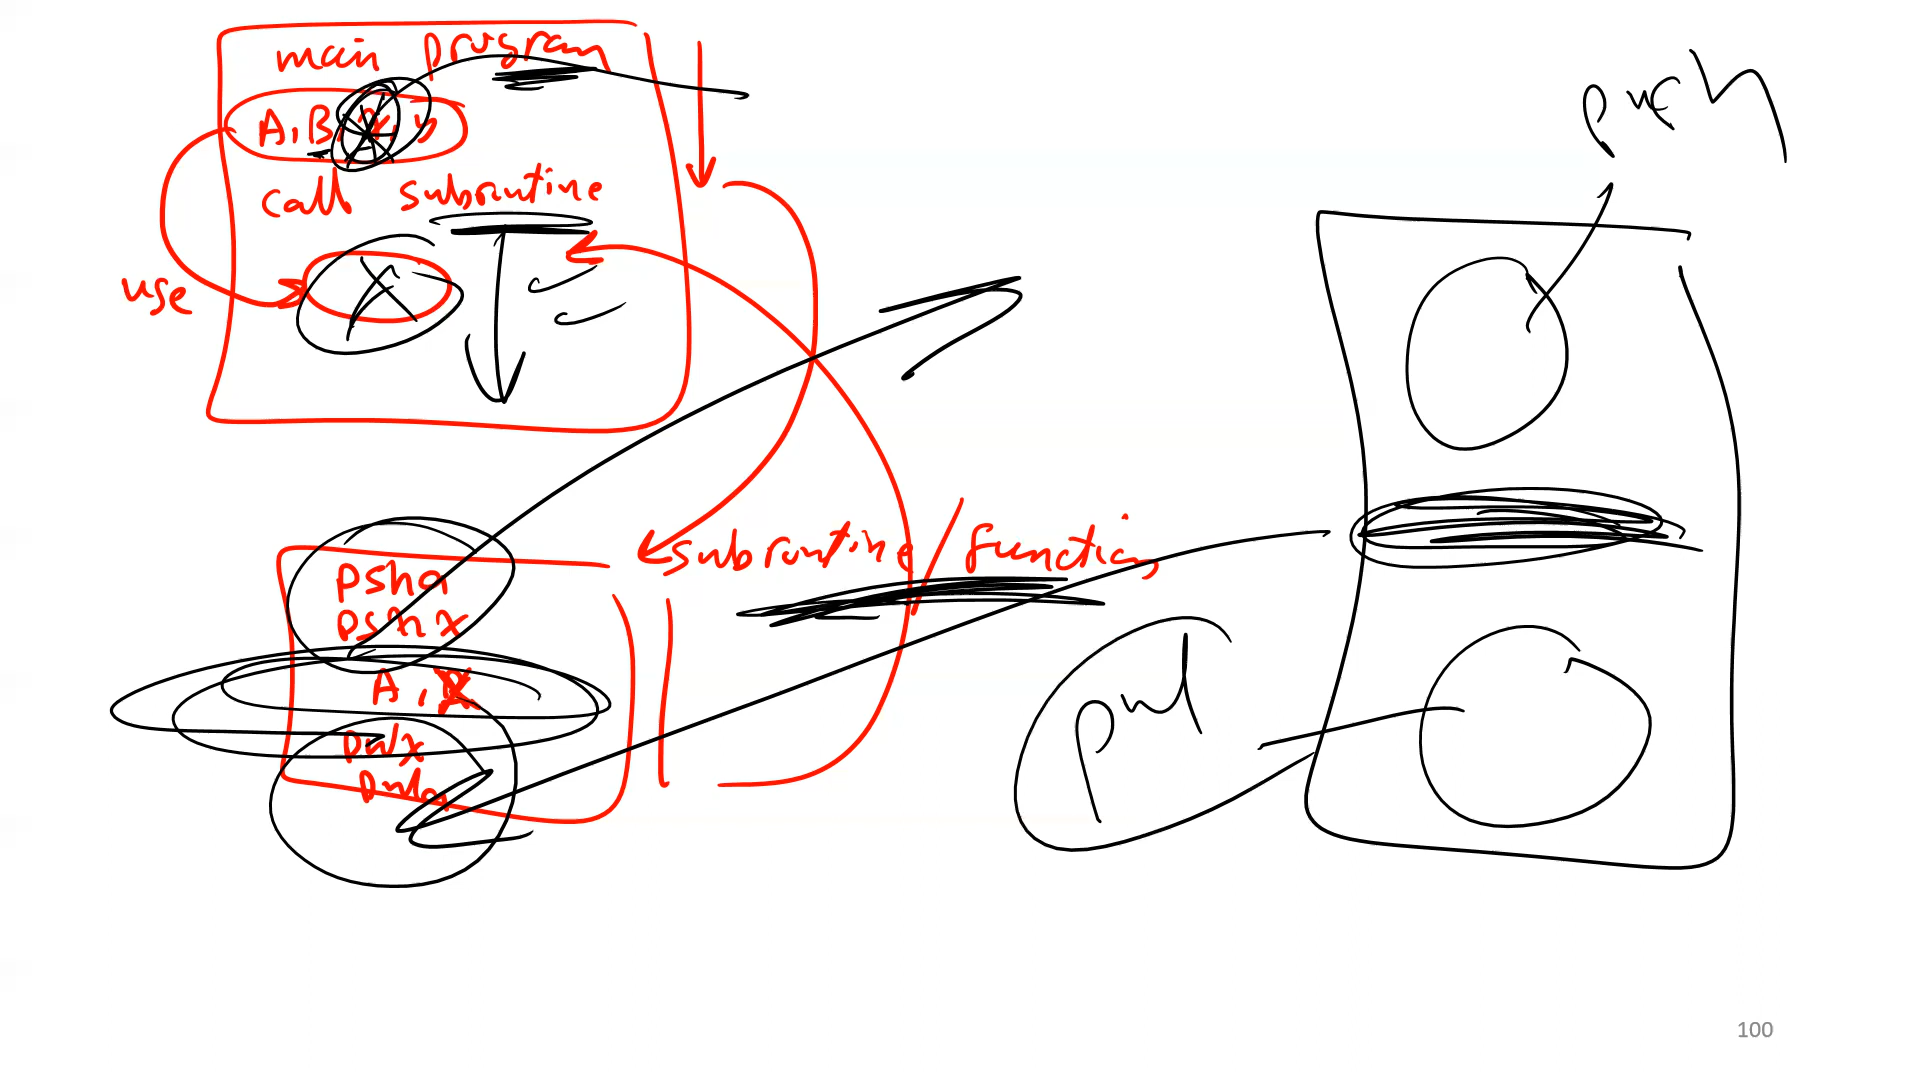 main program
A, B, X, y
call subroutine
use
X
push
subroutine/function
psha
pshx
A, X
pulx
pula
pul
100